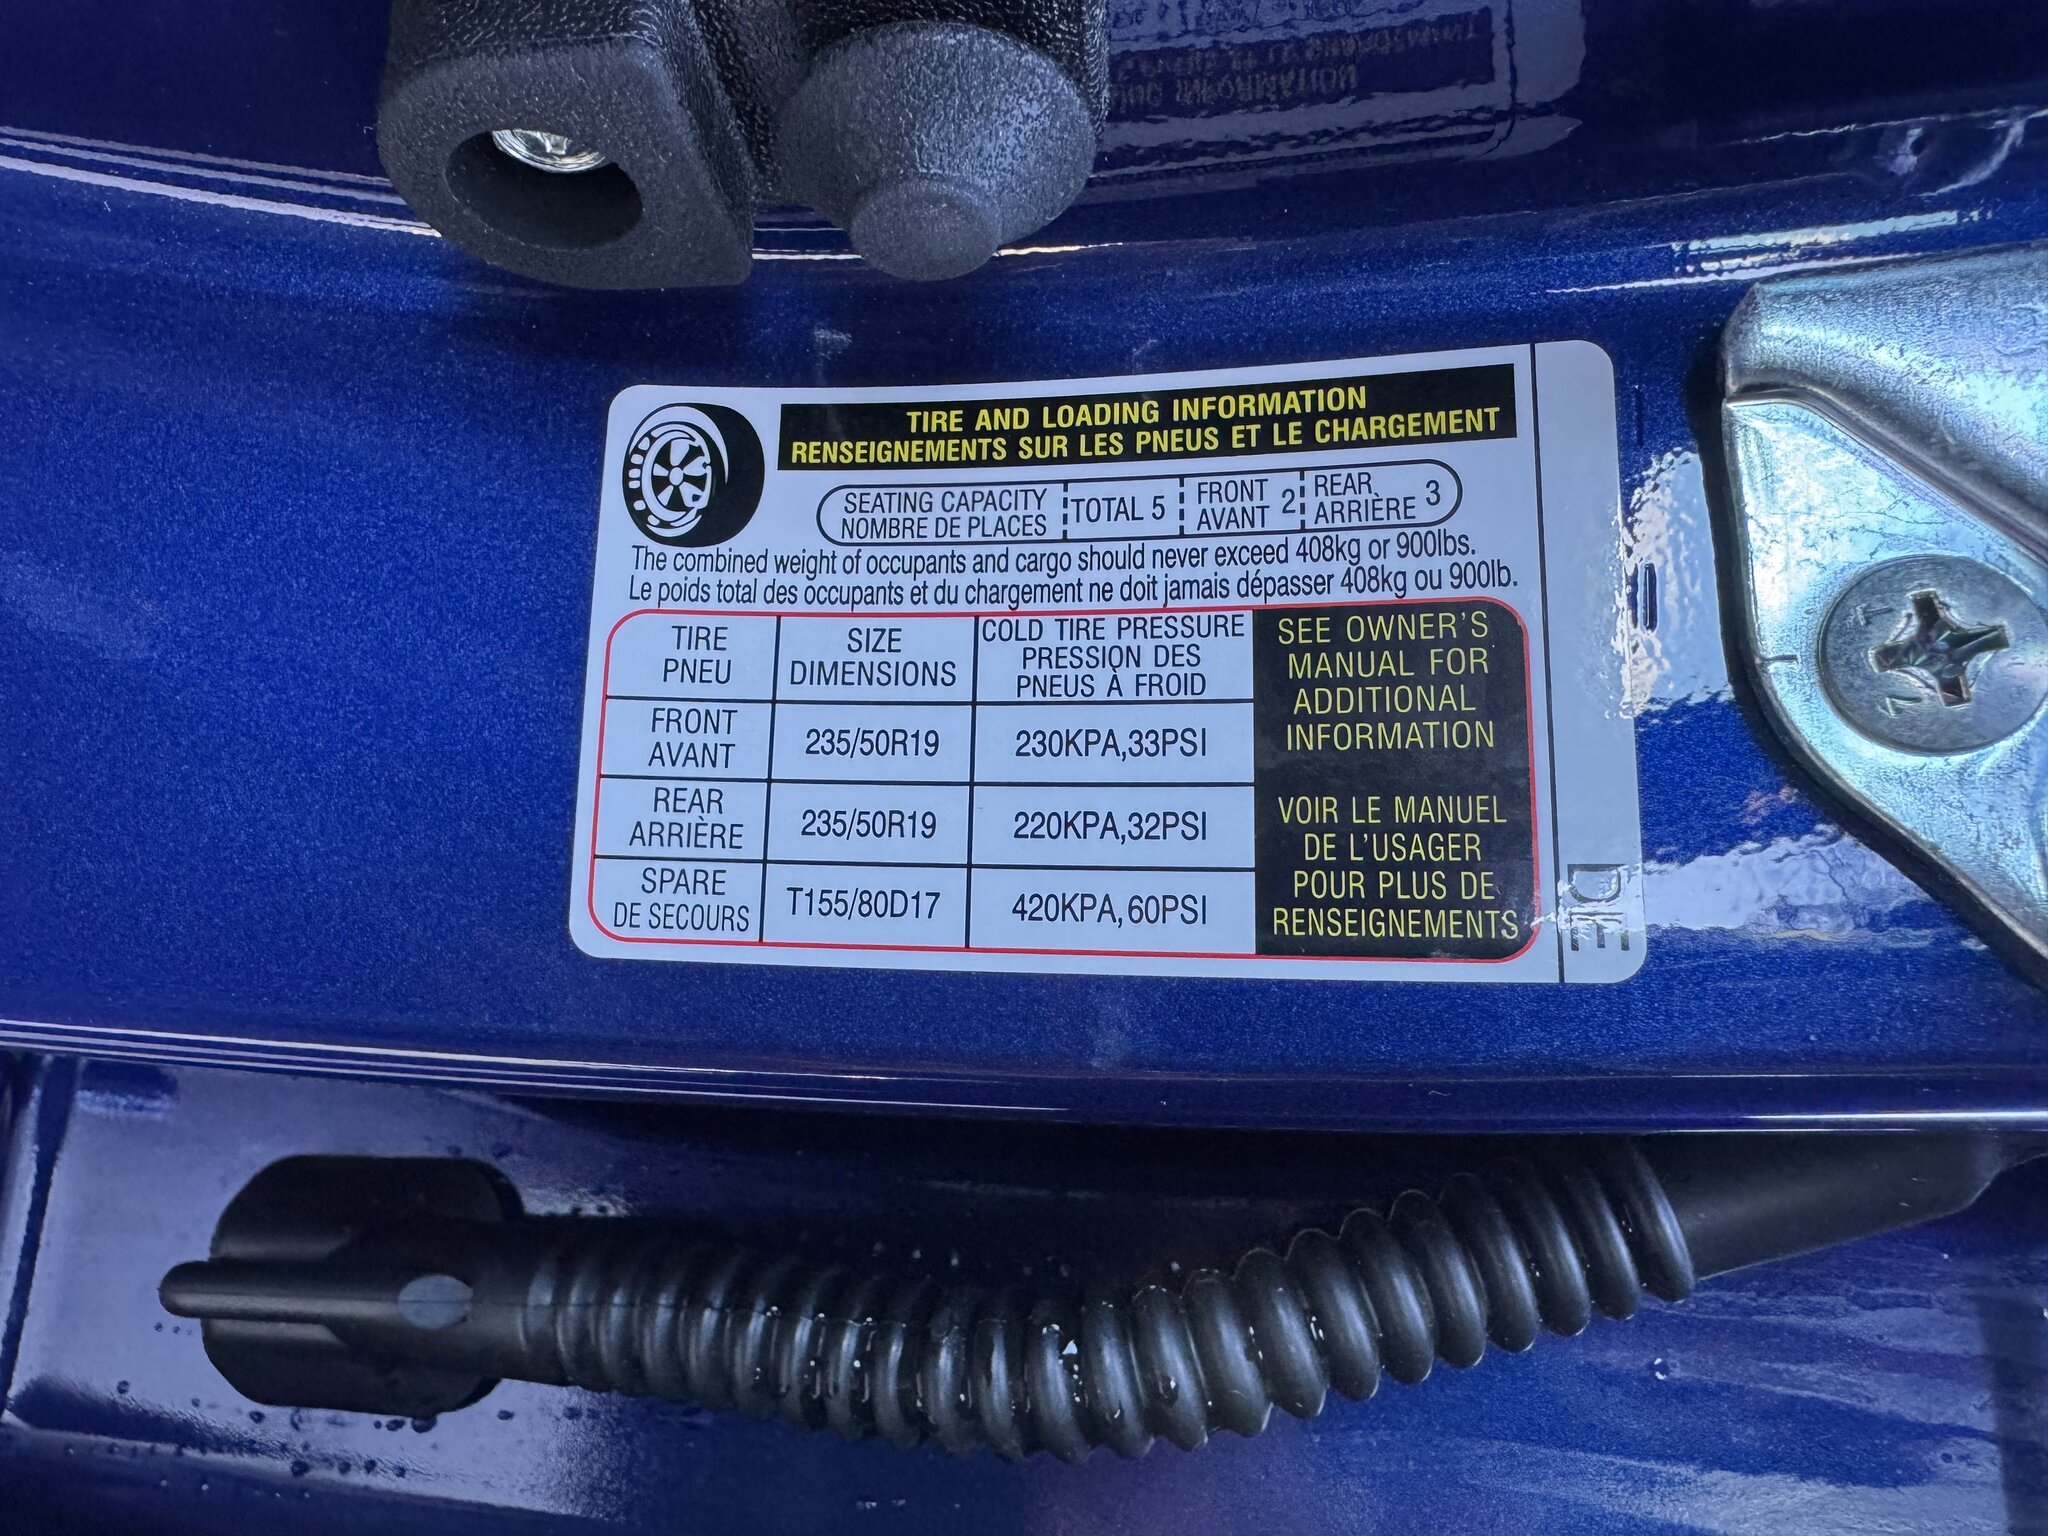 TIRE AND LOADING INFORMATION
RENSEIGNEMENTS SUR LES PNEUS ET LE CHARGEMENT
SEATING CAPACITY
NOMBRE DE PLACES
TOTAL 5
FRONT
AVANT 2
REAR
ARRIÈRE 3
The combined weight of occupants and cargo should never exceed 408kg or 900lbs.
Le poids total des occupants et du chargement ne doit jamais dépasser 408kg ou 900lb.
TIRE
PNEU
SIZE
DIMENSIONS
COLD TIRE PRESSURE
PRESSION DES
PNEUS À FROID
FRONT
AVANT
235/50R19
230KPA,33PSI
REAR
ARRIÈRE
235/50R19
220KPA,32PSI
SPARE
DE SECOURS
T155/80D17
420KPA,60PSI
SEE OWNER'S
MANUAL FOR
ADDITIONAL
INFORMATION
VOIR LE MANUEL
DE L'USAGER
POUR PLUS DE
RENSEIGNEMENTS
DIE